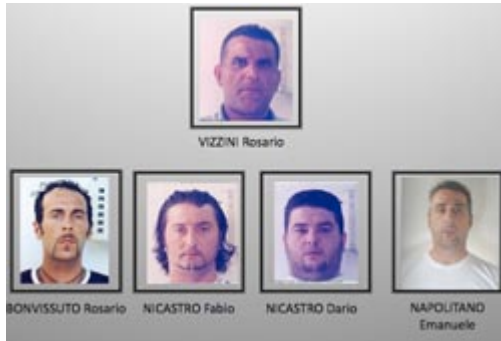 VIZZINI Rosario
BONVISSUTO Rosario
NICASTRO Fabio
NICASTRO Dario
NAPOLITANO
Emanuele